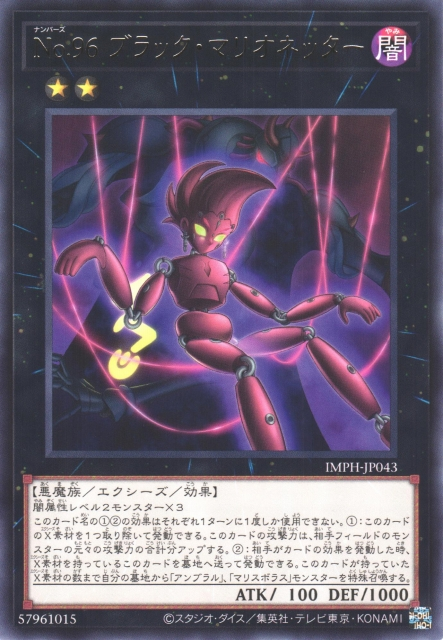 ナンバーズ
No.96 ブラック・マリオネッター
やみ
闇
IMPH-JP043
【悪魔族／エクシーズ／効果】
闇属性レベル２モンスター×３
このカード名の①②の効果はそれぞれ１ターンに１度しか使用できない。①：このカード
のX素材を１つ取り除いて発動できる。このカードの攻撃力は、相手フィールドのモン
スターの元々の攻撃力の合計分アップする。②：相手がカードの効果を発動した時、
X素材を持っているこのカードを墓地へ送って発動できる。このカードが持っていた
X素材の数まで自分の墓地から「アンブラル」、「マリスボラス」モンスターを特殊召喚する。
ATK/ 100 DEF/1000
57961015
©スタジオ・ダイス／集英社・テレビ東京・KONAMI